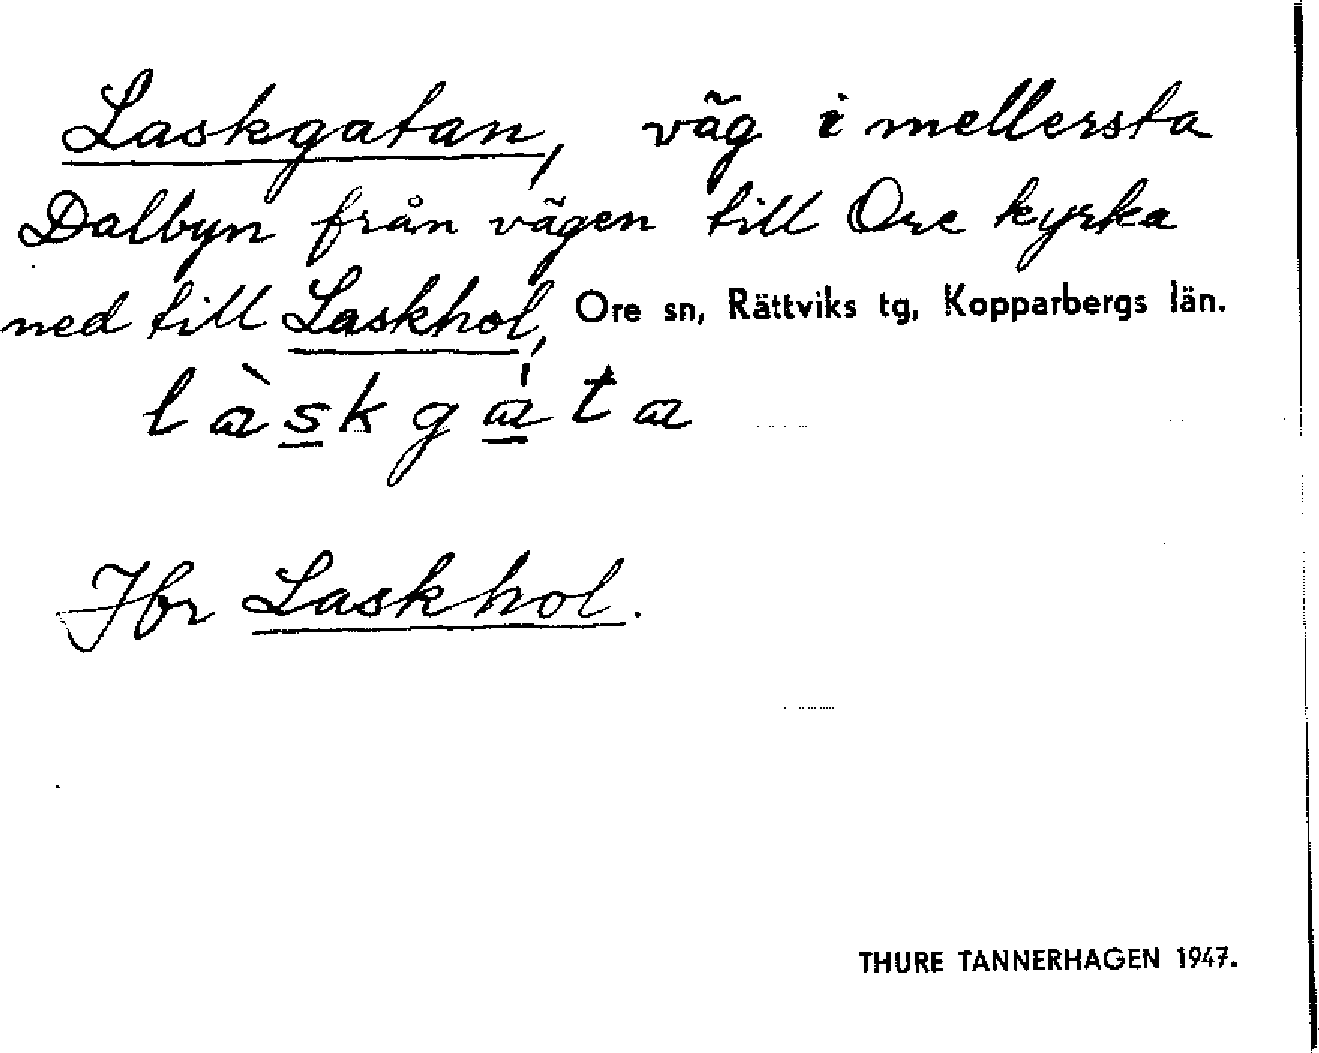 Laskgatan, väg i mellersta
Dalbyn från vägen till Ore kyrka
ned till Laskhol, Ore sn, Rättviks tg, Kopparbergs län.
làskgáta
Jfr Laskhol.
THURE TANNERHAGEN 1947.